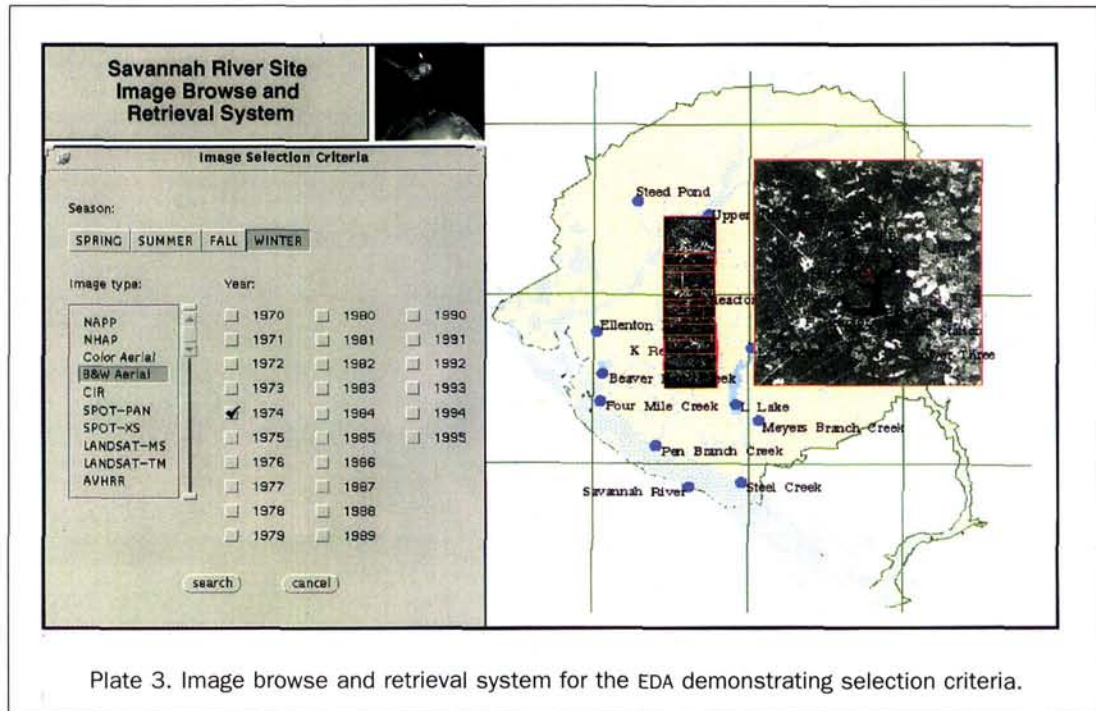 Savannah River Site
Image Browse and
Retrieval System
Image Selection Criteria
Season:
SPRING SUMMER FALL WINTER
Image type:
Year:
NAPP
NHAP
Color Aerial
B&W Aerial
CIR
SPOT-PAN
SPOT-XS
LANDSAT-MS
LANDSAT-TM
AVHRR
1970 1980 1990
1971 1981 1991
1972 1982 1992
1973 1983 1993
1974 1984 1994
1975 1985 1995
1976 1986
1977 1987
1978 1988
1979 1989
search cancel
Steed Pond
Upper
Ellenton
K
Beaver
Four Mile Creek
L Lake
Meyers Branch Creek
Pen Branch Creek
Savannah River
Steel Creek
Three
Plate 3. Image browse and retrieval system for the EDA demonstrating selection criteria.